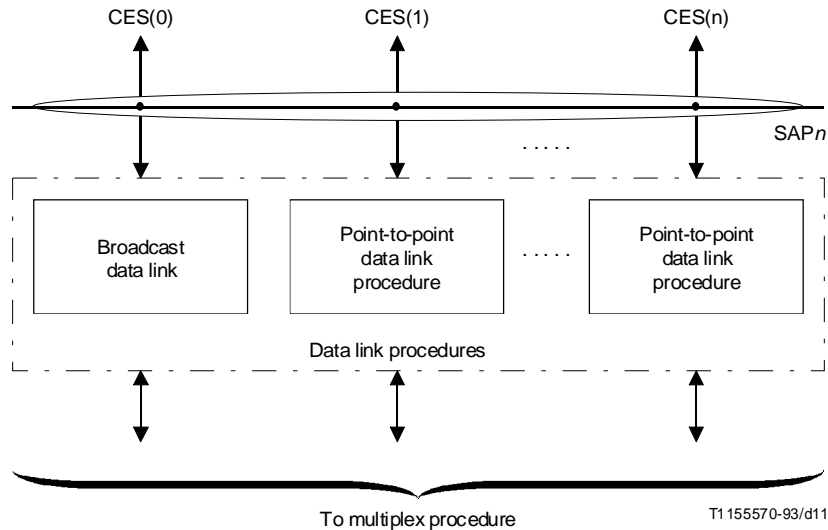 CES(0) CES(1) CES(n)
SAPn
. . . . .
Broadcast
data link
Point-to-point
data link
procedure
. . . . .
Point-to-point
data link
procedure
Data link procedures
To multiplex procedure
T1155570-93/d11